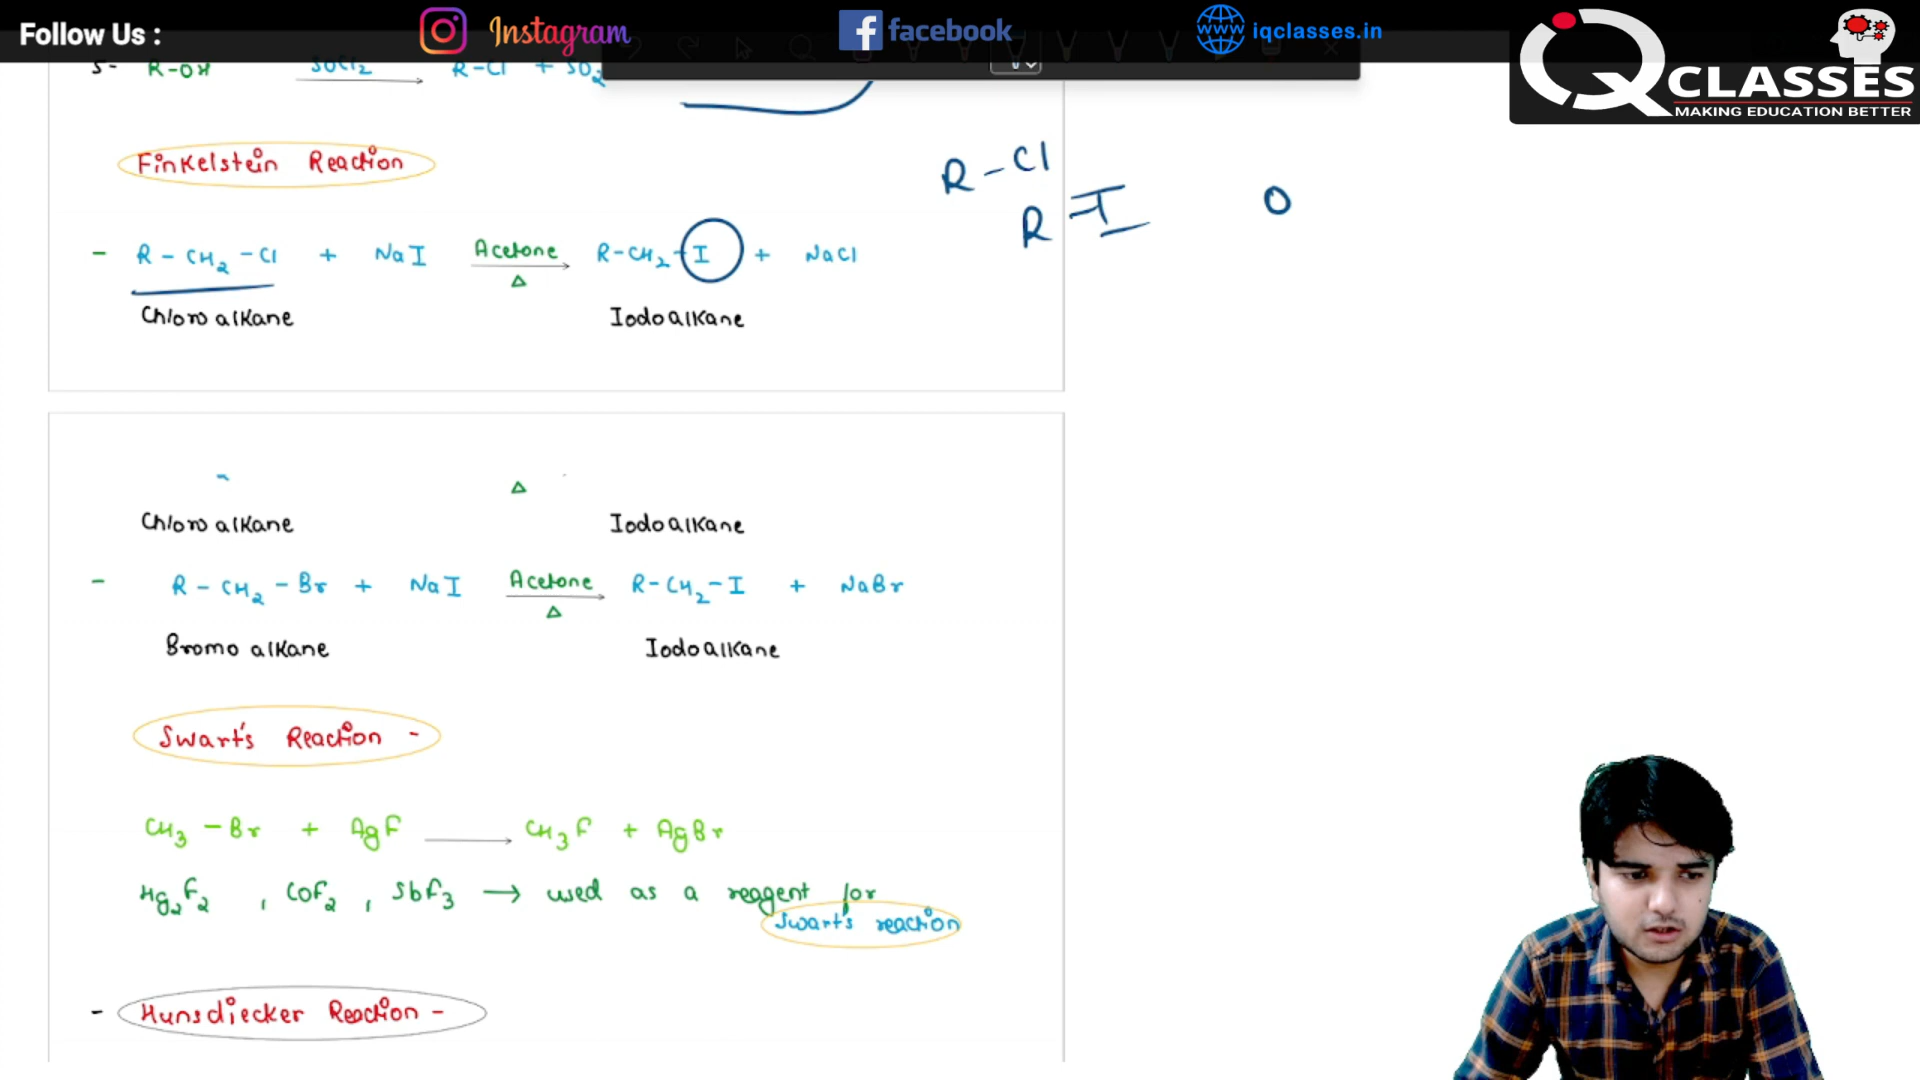 Follow Us :
Instagram
facebook
iqclasses.in
IQ CLASSES
MAKING EDUCATION BETTER
5- R-OH SOCl₂ R-Cl + SO₂
Finkelstein Reaction
R - Cl
R - I O
- R - CH₂ - Cl + NaI Acetone Δ R-CH₂-I + NaCl
Chloro alkane Iodoalkane
Δ
Chloro alkane Iodoalkane
- R - CH₂ - Br + NaI Acetone Δ R-CH₂-I + NaBr
Bromo alkane Iodoalkane
Swart's Reaction -
CH₃ - Br + AgF ⟶ CH₃F + AgBr
Hg₂F₂ , CoF₂ , SbF₃ → used as a reagent for
Swart's reaction
- Hunsdiecker Reaction -